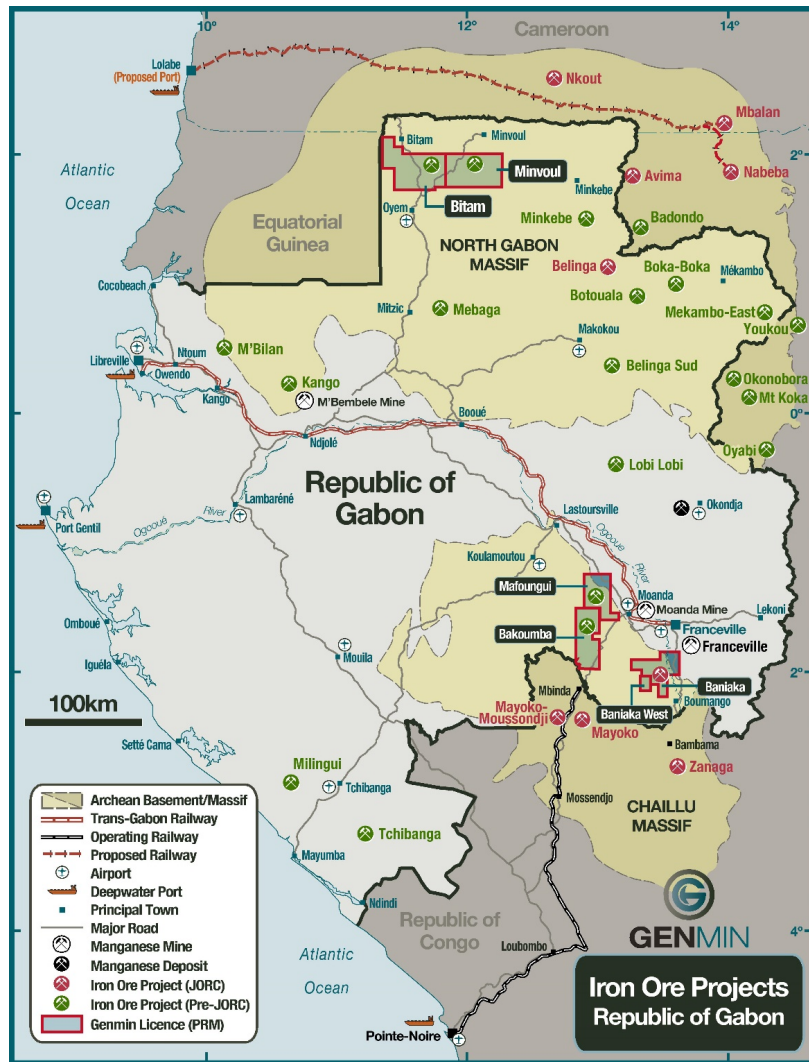 10°
12°
14°
Cameroon
Lolabe
(Proposed Port)
Nkout
Mbalan
Bitam
Minvoul
2°
Minvoul
Avima
Nabeba
Atlantic
Ocean
Minkebe
Bitam
Oyem
Equatorial
Guinea
Minkebe
Badondo
NORTH GABON
MASSIF
Belinga
Boka-Boka
Mékambo
Cocobeach
Botouala
Mitzic
Mebaga
Mekambo-East
Youkou
M'Bilan
Makokou
Libreville
Ntoum
Owendo
Belinga Sud
Okonobora
Kango
Kango
Mt Koka
M'Bembele Mine
0°
Booué
Ndjolé
Oyabi
Lobi Lobi
Republic of
Gabon
Lambaréné
Okondja
Port Gentil
Ogooué
River
Lastoursville
Ogooue
River
Koulamoutou
Mafoungui
Moanda
Moanda Mine
Lekoni
Omboué
Bakoumba
Franceville
Franceville
Mouila
Iguéla
2°
Mbinda
Baniaka
100km
Baniaka West
Boumango
Mayoko-
Moussondji
Mayoko
Setté Cama
Bambama
Zanaga
Milingui
Tchibanga
Mossendjo
CHAILLU
MASSIF
Tchibanga
Mayumba
Ndindi
Archean Basement/Massif
Trans-Gabon Railway
Operating Railway
Proposed Railway
Airport
Deepwater Port
Principal Town
Major Road
Manganese Mine
Manganese Deposit
Iron Ore Project (JORC)
Iron Ore Project (Pre-JORC)
Genmin Licence (PRM)
Republic of
Congo
GENMIN
4°
Loubombo
Atlantic
Ocean
Pointe-Noire
Iron Ore Projects
Republic of Gabon